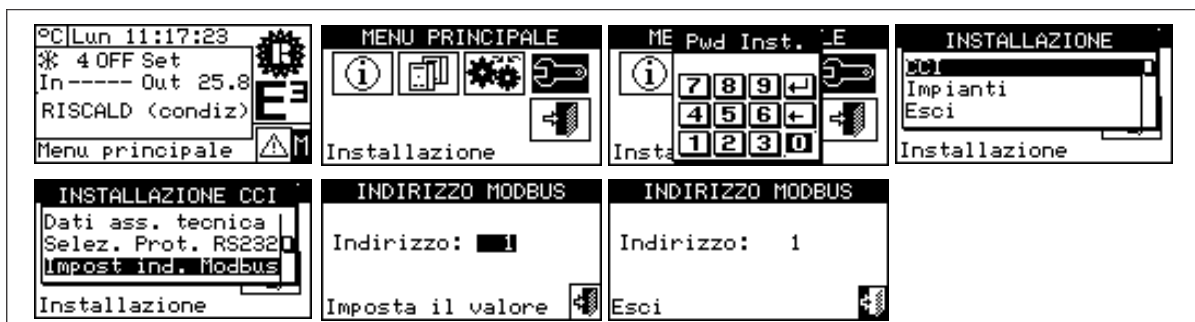 °C Lun 11:17:23
4 OFF Set
In----- Out 25.8
RISCALD (condiz)
E³
Menu principale
M
MENU PRINCIPALE
Installazione
ME Pwd Inst. LE
7 8 9
4 5 6
1 2 3 0
Insta
INSTALLAZIONE
CCI
Impianti
Esci
Installazione
INSTALLAZIONE CCI
Dati ass. tecnica
Selez. Prot. RS232
Impost ind. Modbus
Installazione
INDIRIZZO MODBUS
Indirizzo: 1
Imposta il valore
INDIRIZZO MODBUS
Indirizzo: 1
Esci